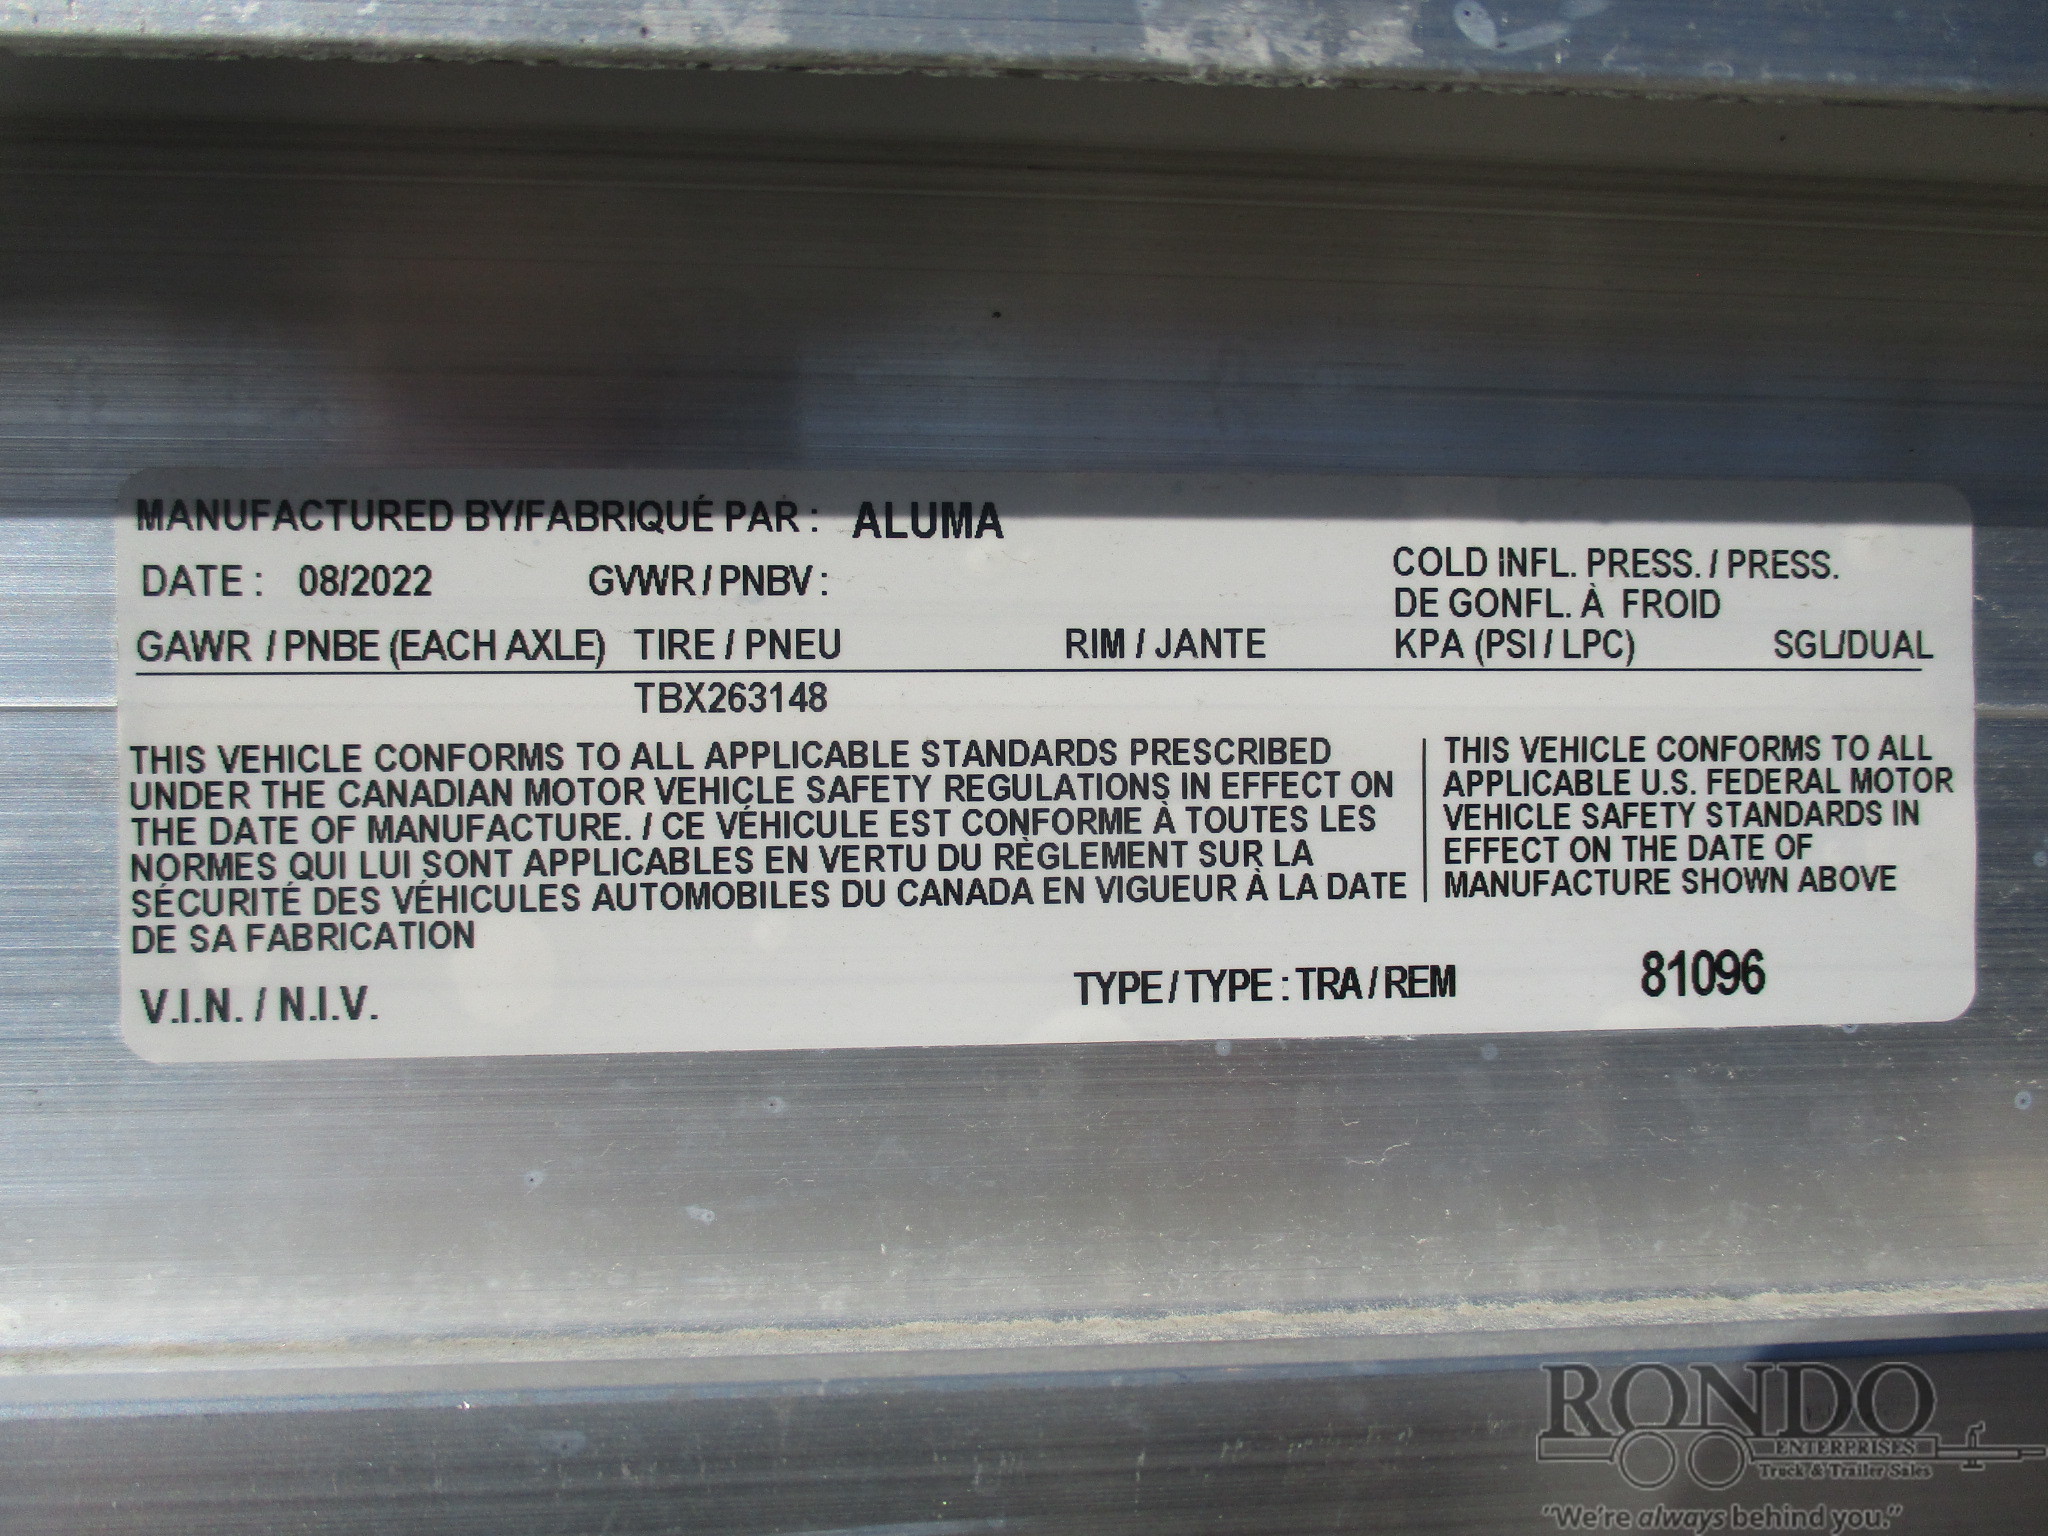 MANUFACTURED BY/FABRIQUÉ PAR : ALUMA
DATE : 08/2022 GVWR / PNBV :
COLD INFL. PRESS. / PRESS.
DE GONFL. À FROID
GAWR / PNBE (EACH AXLE) TIRE / PNEU RIM / JANTE KPA (PSI / LPC) SGL/DUAL
TBX263148
THIS VEHICLE CONFORMS TO ALL APPLICABLE STANDARDS PRESCRIBED
UNDER THE CANADIAN MOTOR VEHICLE SAFETY REGULATIONS IN EFFECT ON
THE DATE OF MANUFACTURE. / CE VÉHICULE EST CONFORME À TOUTES LES
NORMES QUI LUI SONT APPLICABLES EN VERTU DU RÈGLEMENT SUR LA
SÉCURITÉ DES VÉHICULES AUTOMOBILES DU CANADA EN VIGUEUR À LA DATE
DE SA FABRICATION
THIS VEHICLE CONFORMS TO ALL
APPLICABLE U.S. FEDERAL MOTOR
VEHICLE SAFETY STANDARDS IN
EFFECT ON THE DATE OF
MANUFACTURE SHOWN ABOVE
V.I.N. / N.I.V. TYPE / TYPE : TRA / REM 81096
RONDO
ENTERPRISES
Truck & Trailer Sales
"We're always behind you."